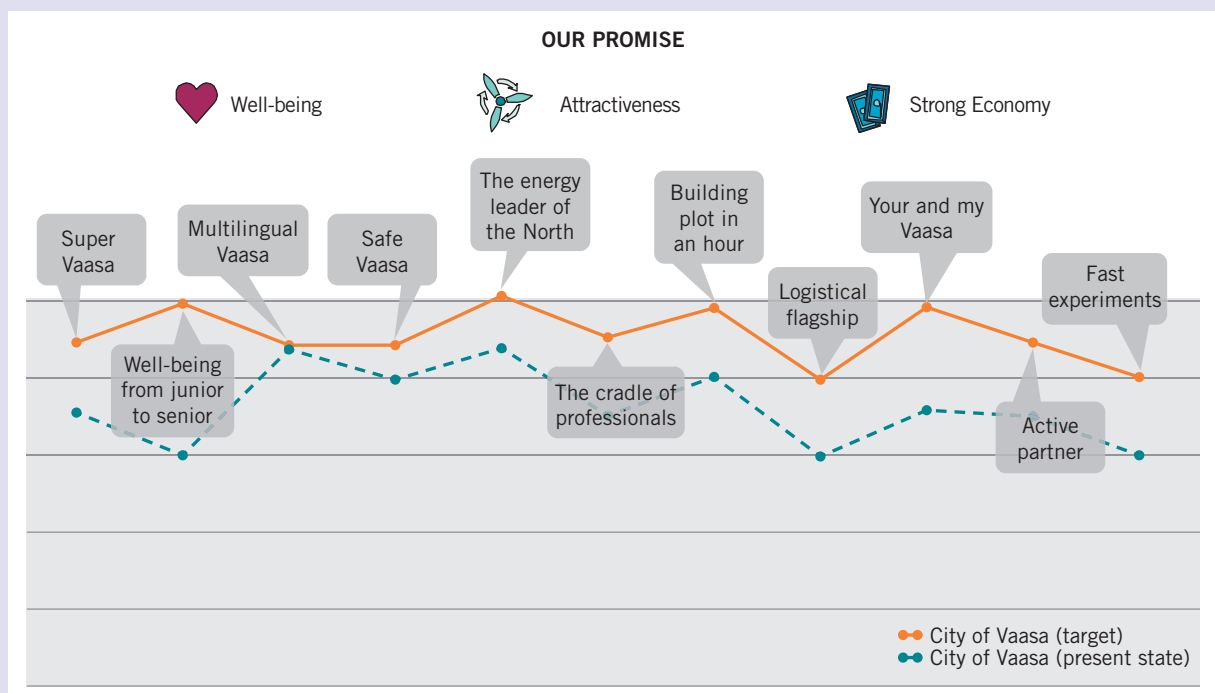 OUR PROMISE
Well-being
Attractiveness
Strong Economy
Super
Vaasa
Well-being
from junior
to senior
Multilingual
Vaasa
Safe
Vaasa
The energy
leader of
the North
The cradle of
professionals
Building
plot in
an hour
Logistical
flagship
Your and my
Vaasa
Active
partner
Fast
experiments
City of Vaasa (target)
City of Vaasa (present state)